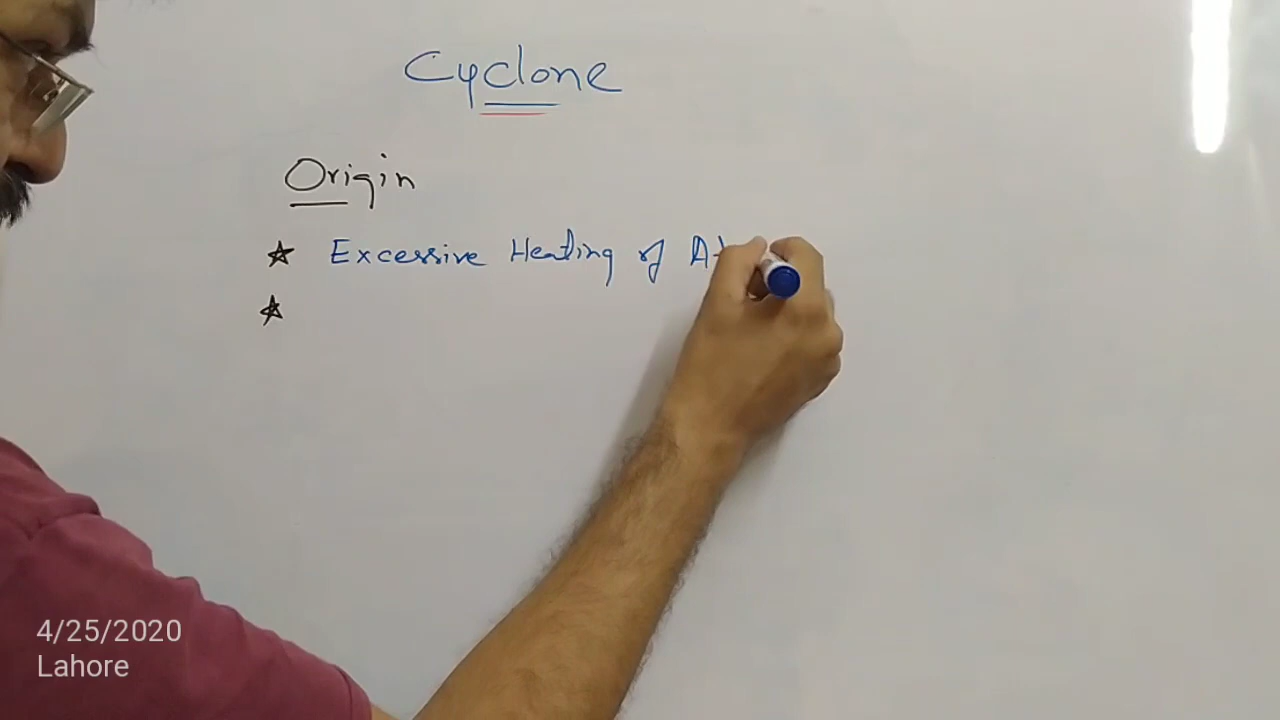 Cyclone
Origin
Excessive Heating of
4/25/2020
Lahore